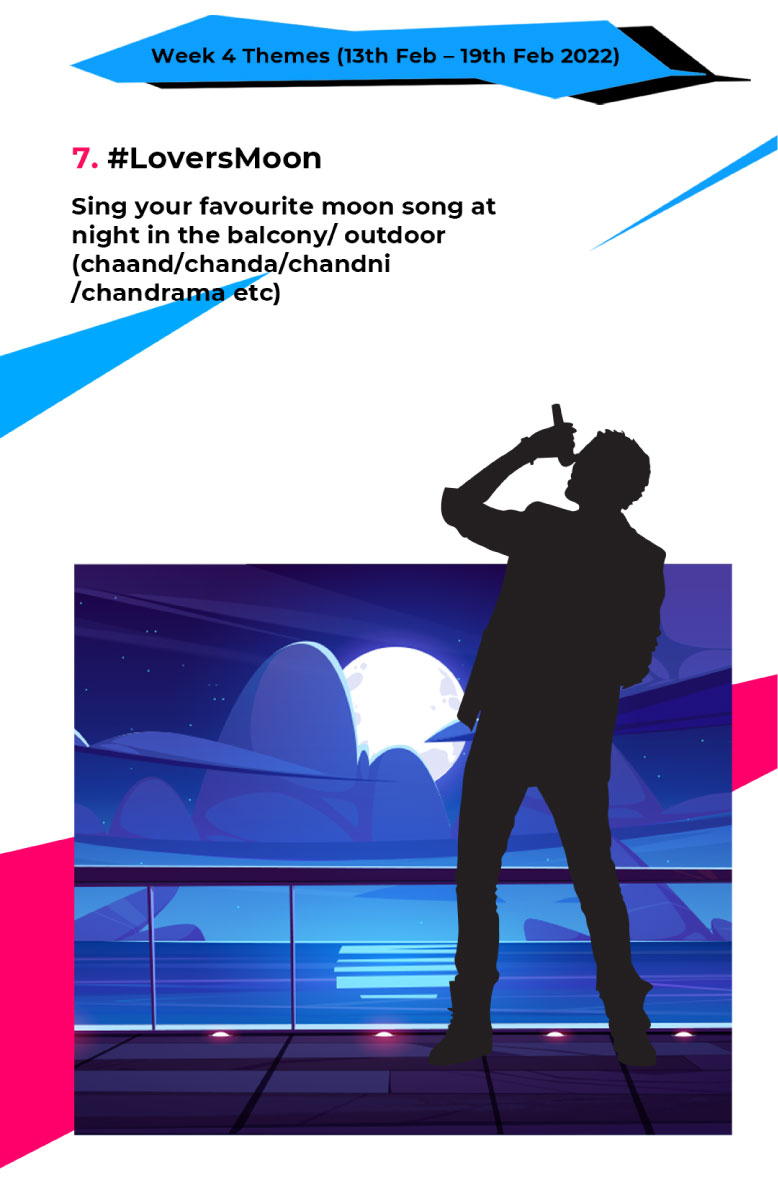 Week 4 Themes (13th Feb – 19th Feb 2022)
7. #LoversMoon
Sing your favourite moon song at
night in the balcony/ outdoor
(chaand/chanda/chandni
/chandrama etc)